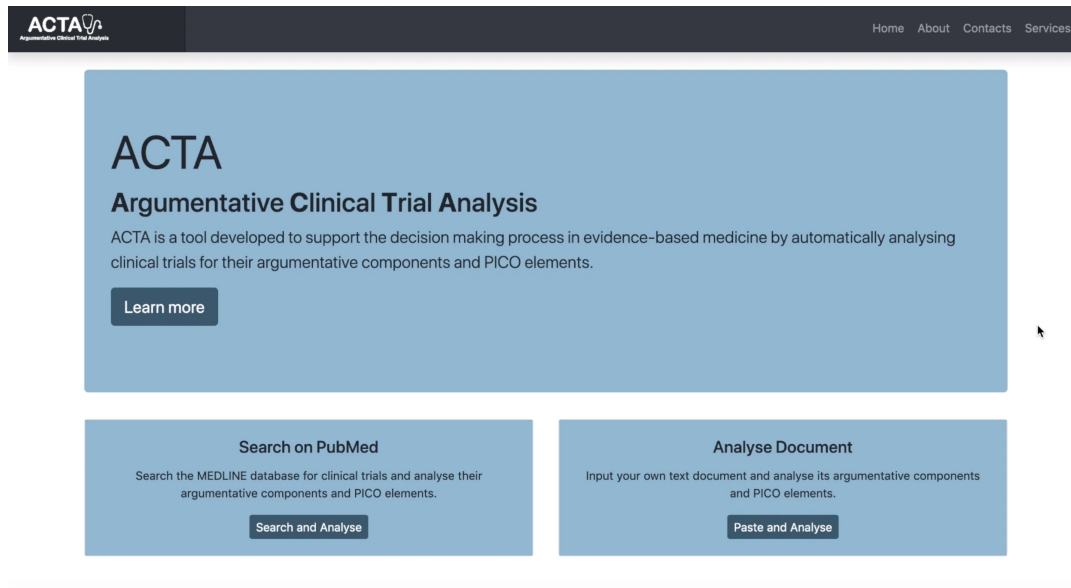 ACTA
Argumentative Clinical Trial Analysis
Home About Contacts Services
ACTA
Argumentative Clinical Trial Analysis
ACTA is a tool developed to support the decision making process in evidence-based medicine by automatically analysing
clinical trials for their argumentative components and PICO elements.
Learn more
Search on PubMed
Search the MEDLINE database for clinical trials and analyse their
argumentative components and PICO elements.
Search and Analyse
Analyse Document
Input your own text document and analyse its argumentative components
and PICO elements.
Paste and Analyse